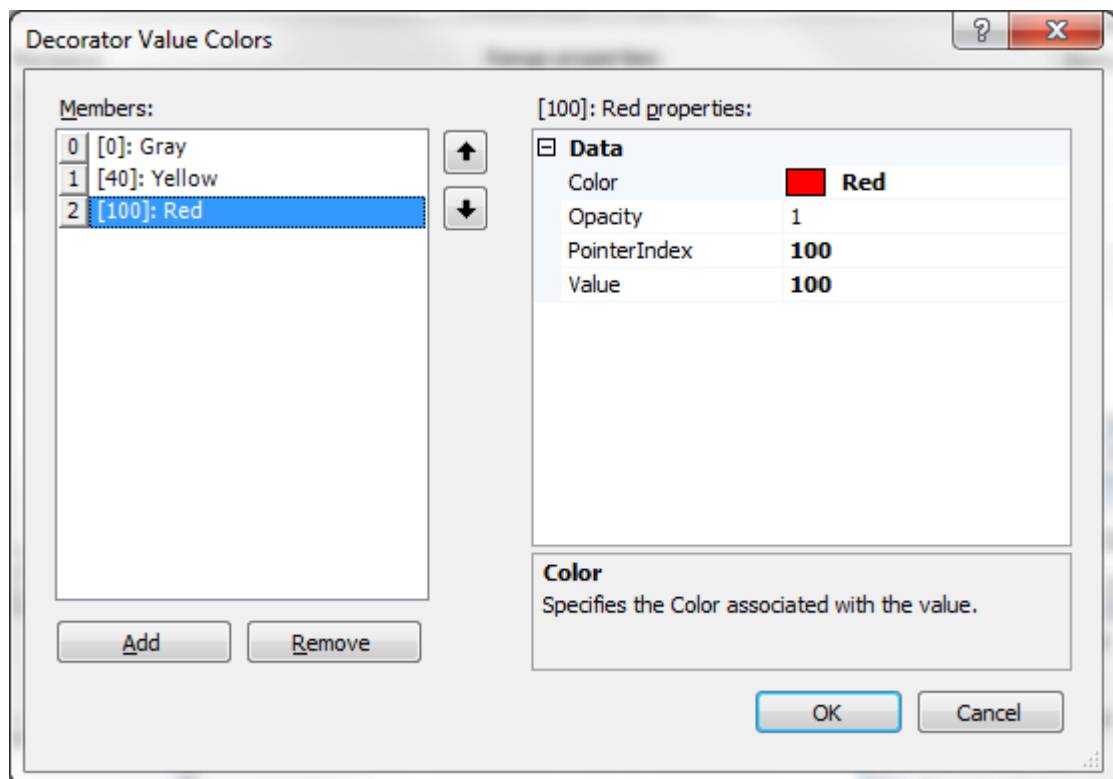 Decorator Value Colors
Members:
0 [0]: Gray
1 [40]: Yellow
2 [100]: Red
Add Remove
[100]: Red properties:
Data
Color Red
Opacity 1
PointerIndex 100
Value 100
Color
Specifies the Color associated with the value.
OK Cancel